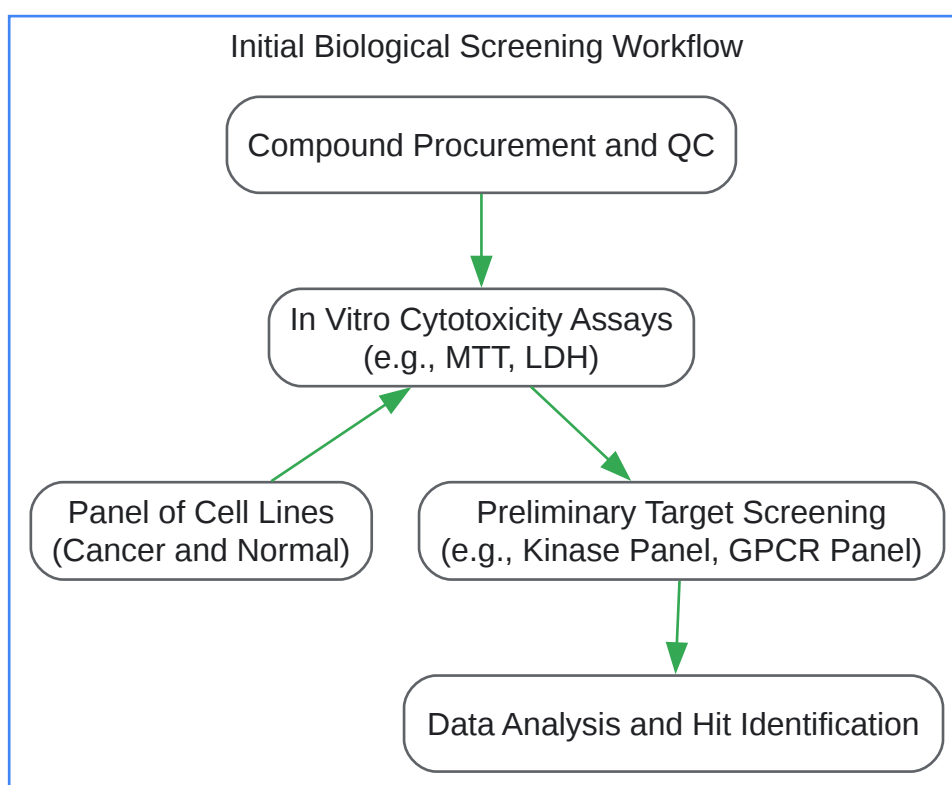 Initial Biological Screening Workflow
Compound Procurement and QC
In Vitro Cytotoxicity Assays
(e.g., MTT, LDH)
Panel of Cell Lines
(Cancer and Normal)
Preliminary Target Screening
(e.g., Kinase Panel, GPCR Panel)
Data Analysis and Hit Identification